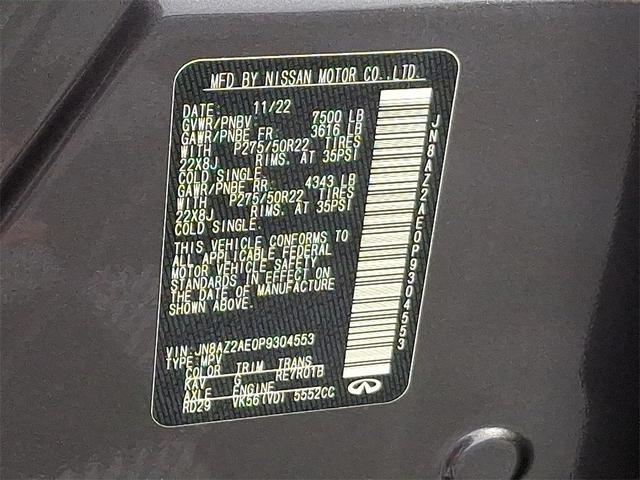 MFD BY NISSAN MOTOR CO.,LTD.
DATE: 11/22
GVWR/PNBV 7500 LB
GAWR/PNBE FR. 3616 LB
WITH P275/50R22 TIRES
22X8J RIMS, AT 35PSI
COLD SINGLE.
GAWR/PNBE RR. 4343 LB
WITH P275/50R22 TIRES
22X8J RIMS, AT 35PSI
COLD SINGLE.
THIS VEHICLE CONFORMS TO
ALL APPLICABLE FEDERAL
MOTOR VEHICLE SAFETY
STANDARDS IN EFFECT ON
THE DATE OF MANUFACTURE
SHOWN ABOVE.
VIN:JN8AZ2AE0P9304553
TYPE:MPV
COLOR TRIM TRANS
KAV G RE7R01B
AXLE ENGINE
RD29 VK56(VD) 5552CC
JN8AZ2AE0P9304553